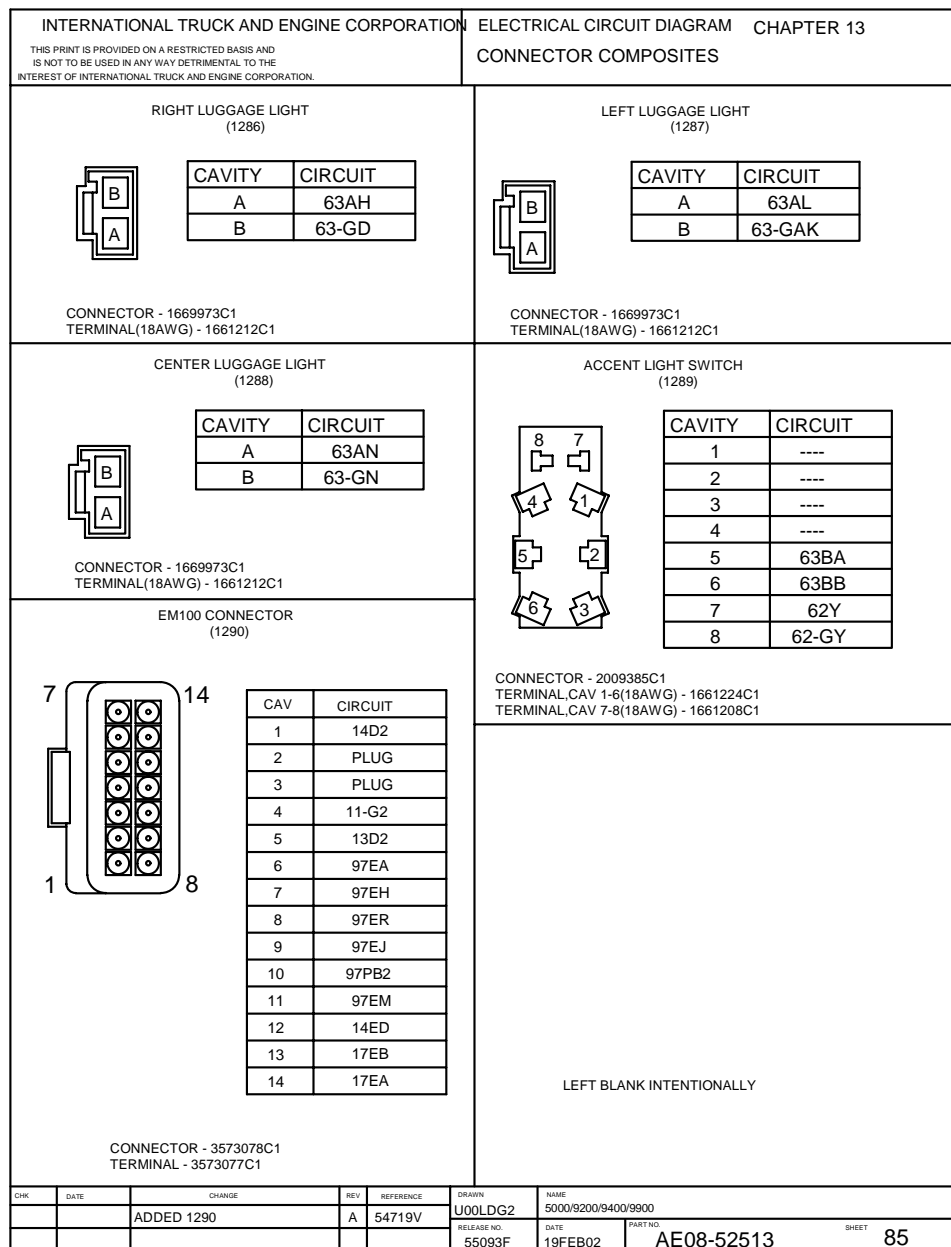 INTERNATIONAL TRUCK AND ENGINE CORPORATION
THIS PRINT IS PROVIDED ON A RESTRICTED BASIS AND
IS NOT TO BE USED IN ANY WAY DETRIMENTAL TO THE
INTEREST OF INTERNATIONAL TRUCK AND ENGINE CORPORATION.
ELECTRICAL CIRCUIT DIAGRAM CHAPTER 13
CONNECTOR COMPOSITES
RIGHT LUGGAGE LIGHT
(1286)
B
A
CAVITY CIRCUIT
A 63AH
B 63-GD
CONNECTOR - 1669973C1
TERMINAL(18AWG) - 1661212C1
LEFT LUGGAGE LIGHT
(1287)
B
A
CAVITY CIRCUIT
A 63AL
B 63-GAK
CONNECTOR - 1669973C1
TERMINAL(18AWG) - 1661212C1
CENTER LUGGAGE LIGHT
(1288)
B
A
CAVITY CIRCUIT
A 63AN
B 63-GN
CONNECTOR - 1669973C1
TERMINAL(18AWG) - 1661212C1
ACCENT LIGHT SWITCH
(1289)
8 7
4 1
5 2
6 3
CAVITY CIRCUIT
1 ----
2 ----
3 ----
4 ----
5 63BA
6 63BB
7 62Y
8 62-GY
CONNECTOR - 2009385C1
TERMINAL,CAV 1-6(18AWG) - 1661224C1
TERMINAL,CAV 7-8(18AWG) - 1661208C1
EM100 CONNECTOR
(1290)
7 14
1 8
CAV CIRCUIT
1 14D2
2 PLUG
3 PLUG
4 11-G2
5 13D2
6 97EA
7 97EH
8 97ER
9 97EJ
10 97PB2
11 97EM
12 14ED
13 17EB
14 17EA
CONNECTOR - 3573078C1
TERMINAL - 3573077C1
LEFT BLANK INTENTIONALLY
CHK DATE CHANGE REV REFERENCE
ADDED 1290 A 54719V
DRAWN
U00LDG2
NAME
5000/9200/9400/9900
RELEASE NO.
55093F
DATE
19FEB02
PART NO.
AE08-52513
SHEET 85